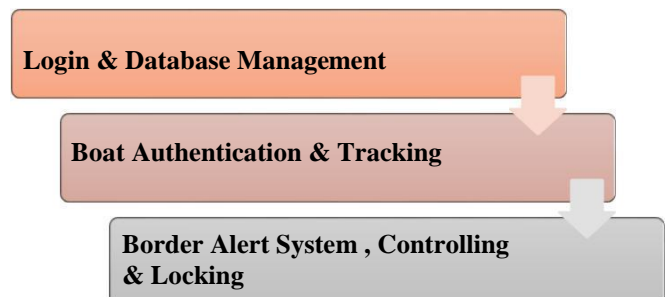 Login & Database Management
Boat Authentication & Tracking
Border Alert System , Controlling
& Locking